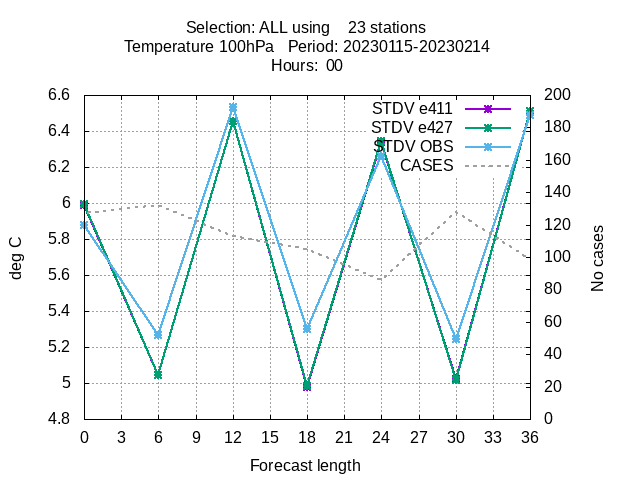 Selection: ALL using    23 stations
Temperature 100hPa   Period: 20230115-20230214
Hours:  00
STDV e411
STDV e427
STDV OBS
CASES
6.6
6.4
6.2
6
5.8
5.6
5.4
5.2
5
4.8
deg C
200
180
160
140
120
100
80
60
40
20
0
No cases
0 3 6 9 12 15 18 21 24 27 30 33 36
Forecast length